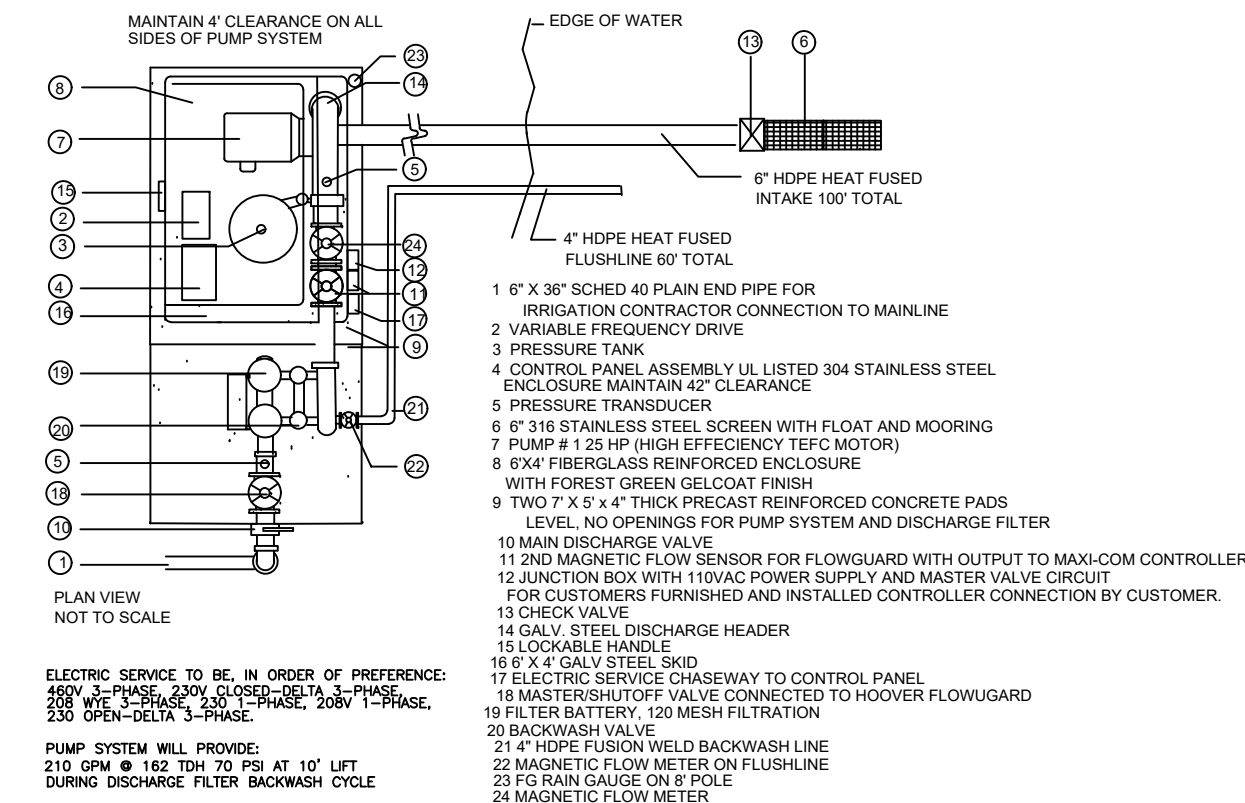 MAINTAIN 4' CLEARANCE ON ALL
SIDES OF PUMP SYSTEM
EDGE OF WATER
23
14
8
7
5
15
2
3
24
12
4
11
16
17
9
19
21
20
5
22
18
10
1
13
6
6" HDPE HEAT FUSED
INTAKE 100' TOTAL
4" HDPE HEAT FUSED
FLUSHLINE 60' TOTAL
PLAN VIEW
NOT TO SCALE
1 6" X 36" SCHED 40 PLAIN END PIPE FOR
IRRIGATION CONTRACTOR CONNECTION TO MAINLINE
2 VARIABLE FREQUENCY DRIVE
3 PRESSURE TANK
4 CONTROL PANEL ASSEMBLY UL LISTED 304 STAINLESS STEEL
ENCLOSURE MAINTAIN 42" CLEARANCE
5 PRESSURE TRANSDUCER
6 6" 316 STAINLESS STEEL SCREEN WITH FLOAT AND MOORING
7 PUMP # 1 25 HP (HIGH EFFECIENCY TEFC MOTOR)
8 6'X4' FIBERGLASS REINFORCED ENCLOSURE
WITH FOREST GREEN GELCOAT FINISH
9 TWO 7' X 5' x 4" THICK PRECAST REINFORCED CONCRETE PADS
LEVEL, NO OPENINGS FOR PUMP SYSTEM AND DISCHARGE FILTER
10 MAIN DISCHARGE VALVE
11 2ND MAGNETIC FLOW SENSOR FOR FLOWGUARD WITH OUTPUT TO MAXI-COM CONTROLLER
12 JUNCTION BOX WITH 110VAC POWER SUPPLY AND MASTER VALVE CIRCUIT
FOR CUSTOMERS FURNISHED AND INSTALLED CONTROLLER CONNECTION BY CUSTOMER.
13 CHECK VALVE
14 GALV. STEEL DISCHARGE HEADER
15 LOCKABLE HANDLE
16 6' X 4' GALV STEEL SKID
17 ELECTRIC SERVICE CHASEWAY TO CONTROL PANEL
18 MASTER/SHUTOFF VALVE CONNECTED TO HOOVER FLOWUGARD
19 FILTER BATTERY, 120 MESH FILTRATION
20 BACKWASH VALVE
21 4" HDPE FUSION WELD BACKWASH LINE
22 MAGNETIC FLOW METER ON FLUSHLINE
23 FG RAIN GAUGE ON 8' POLE
24 MAGNETIC FLOW METER
ELECTRIC SERVICE TO BE, IN ORDER OF PREFERENCE:
460V 3-PHASE, 230V CLOSED-DELTA 3-PHASE,
208 WYE 3-PHASE, 230 1-PHASE, 208V 1-PHASE,
230 OPEN-DELTA 3-PHASE.
PUMP SYSTEM WILL PROVIDE:
210 GPM @ 162 TDH 70 PSI AT 10' LIFT
DURING DISCHARGE FILTER BACKWASH CYCLE